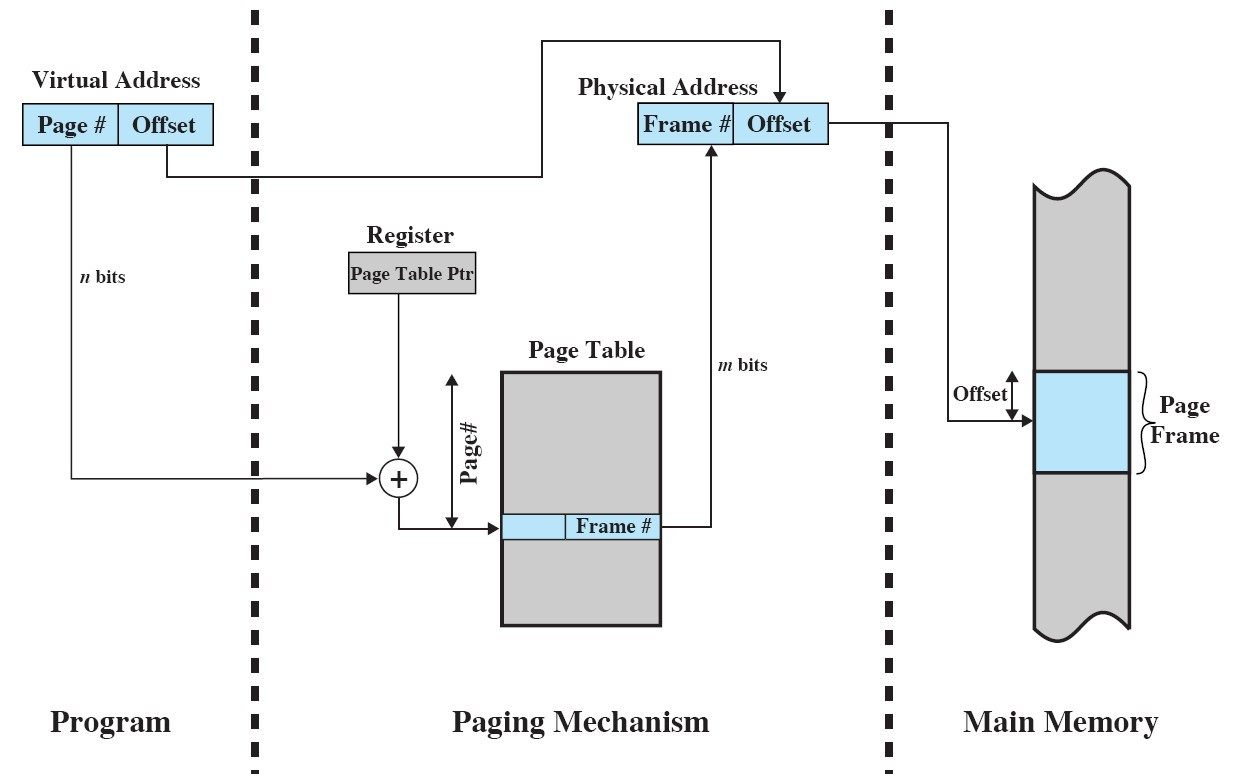 Virtual Address
Page # Offset
Physical Address
Frame # Offset
n bits
Register
Page Table Ptr
Page Table
m bits
Page#
Frame #
+
Offset
Page
Frame
Program
Paging Mechanism
Main Memory